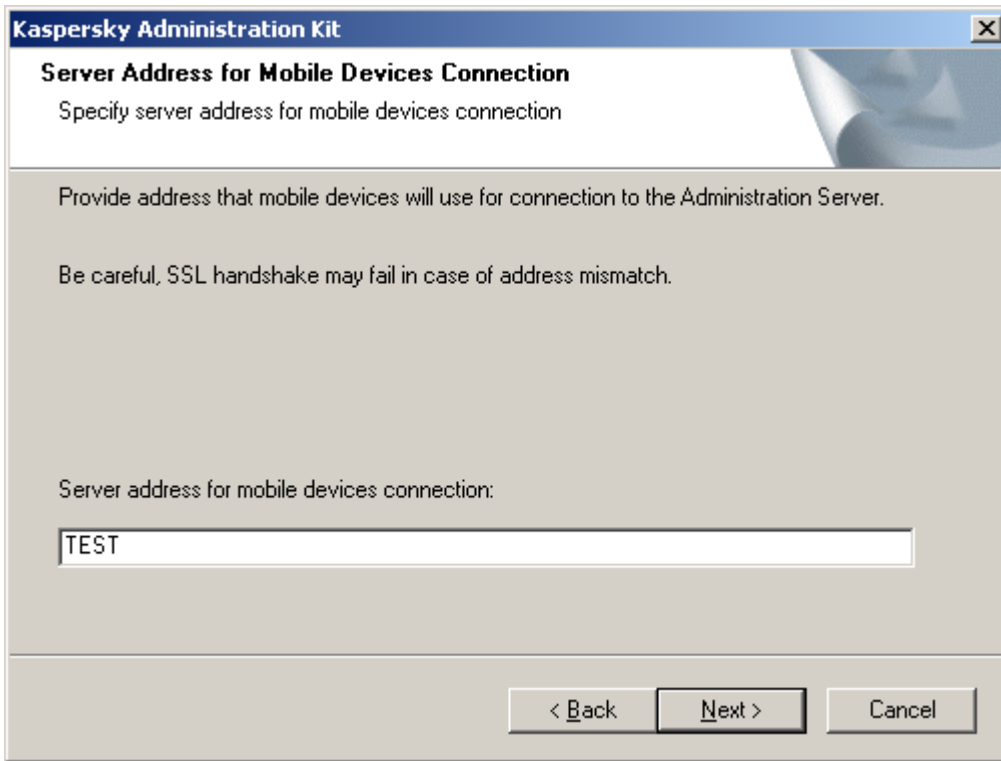 Kaspersky Administration Kit
Server Address for Mobile Devices Connection
Specify server address for mobile devices connection
Provide address that mobile devices will use for connection to the Administration Server.
Be careful, SSL handshake may fail in case of address mismatch.
Server address for mobile devices connection:
TEST
< Back Next > Cancel